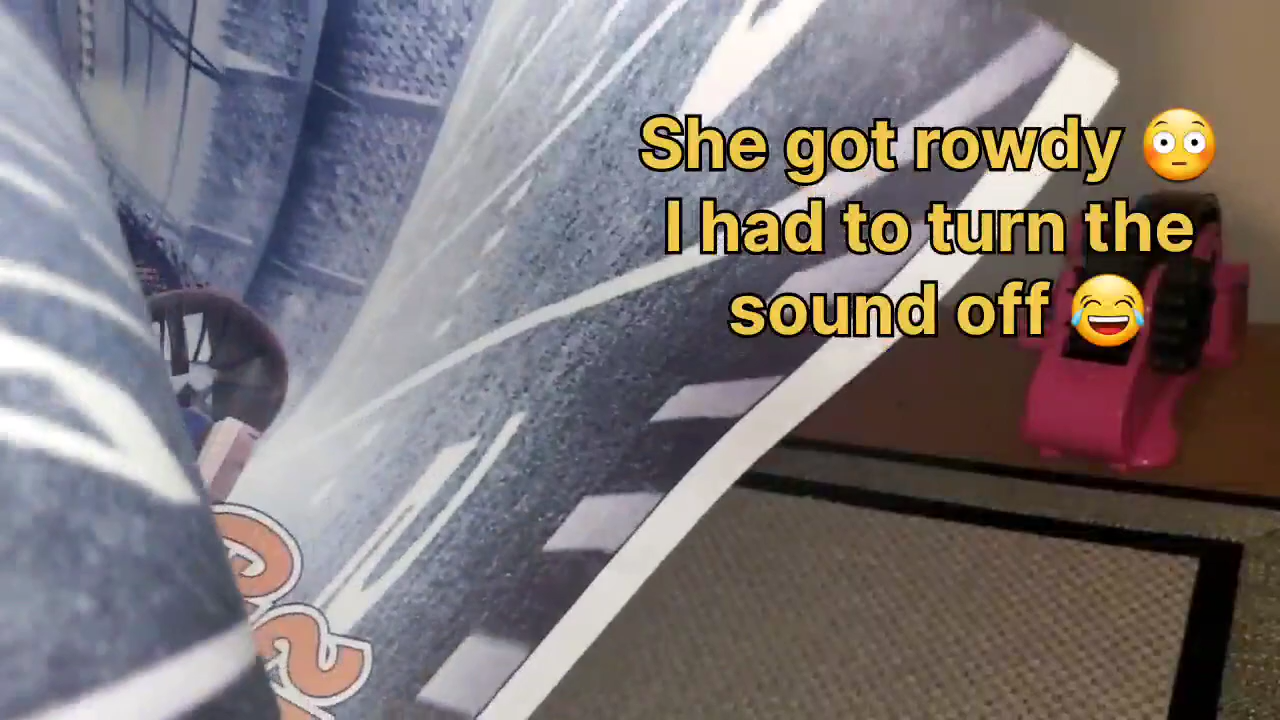 She got rowdy 😳
I had to turn the
sound off 😂